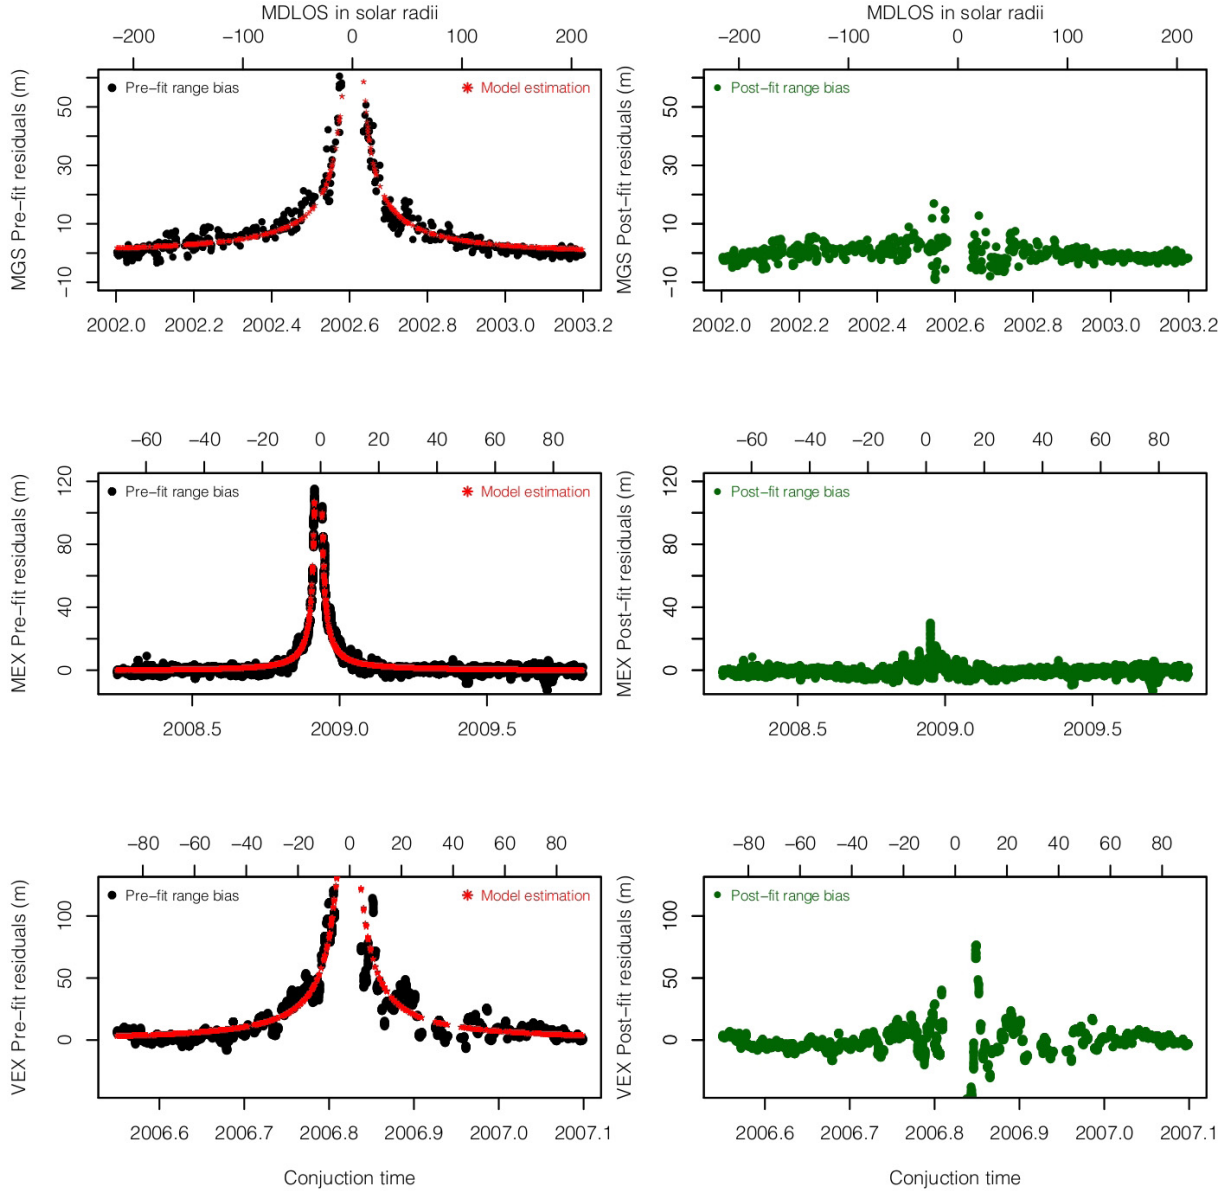 MDLOS in solar radii MDLOS in solar radii
−200 −100 0 100 200 −200 −100 0 100 200
MGS Pre−fit residuals (m)
50
30
10
−10
Pre−fit range bias
Model estimation
2002.0 2002.2 2002.4 2002.6 2002.8 2003.0 2003.2
MGS Post−fit residuals (m)
50
30
10
−10
Post−fit range bias
2002.0 2002.2 2002.4 2002.6 2002.8 2003.0 2003.2
−60 −40 −20 0 20 40 60 80
MEX Pre−fit residuals (m)
120
80
40
0
Pre−fit range bias
Model estimation
2008.5 2009.0 2009.5
−60 −40 −20 0 20 40 60 80
MEX Post−fit residuals (m)
120
80
40
0
Post−fit range bias
2008.5 2009.0 2009.5
−80 −60 −40 −20 0 20 40 60 80
VEX Pre−fit residuals (m)
100
50
0
Pre−fit range bias
Model estimation
2006.6 2006.7 2006.8 2006.9 2007.0 2007.1
Conjuction time
−80 −60 −40 −20 0 20 40 60 80
VEX Post−fit residuals (m)
100
50
0
Post−fit range bias
2006.6 2006.7 2006.8 2006.9 2007.0 2007.1
Conjuction time